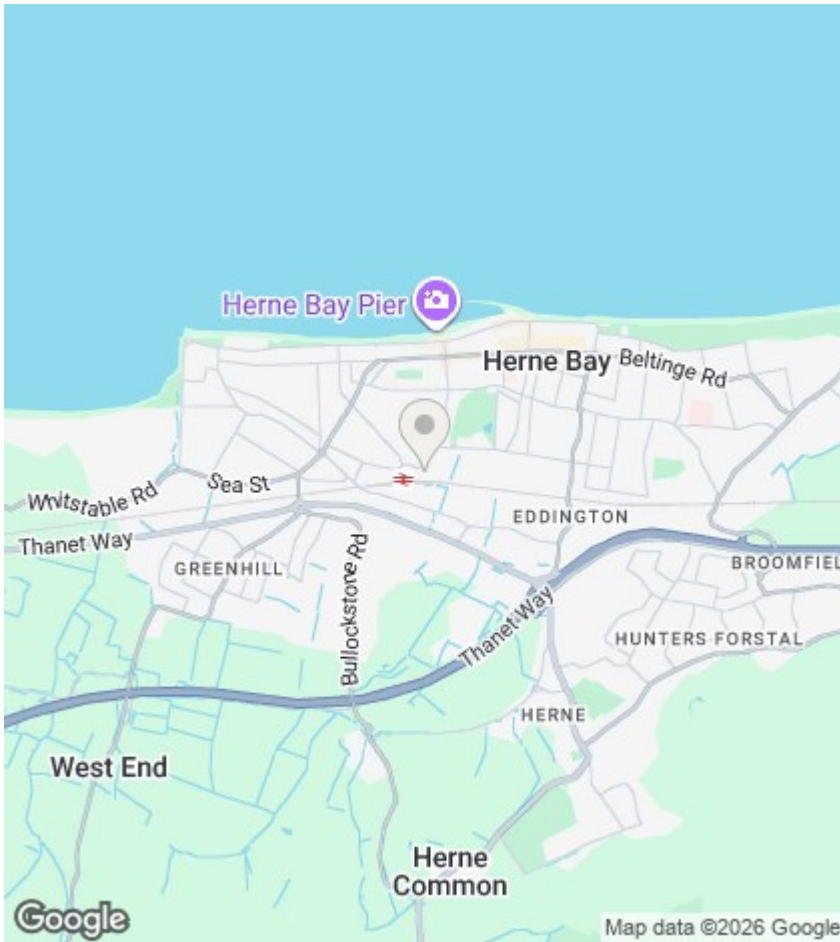 Herne Bay Pier
Herne Bay
Beltinge Rd
Whitstable Rd
Sea St
EDDINGTON
Thanet Way
GREENHILL
Bullockstone Rd
BROOMFIEL
Thanet Way
HUNTERS FORSTAL
HERNE
West End
Herne
Common
Google
Map data ©2026 Google